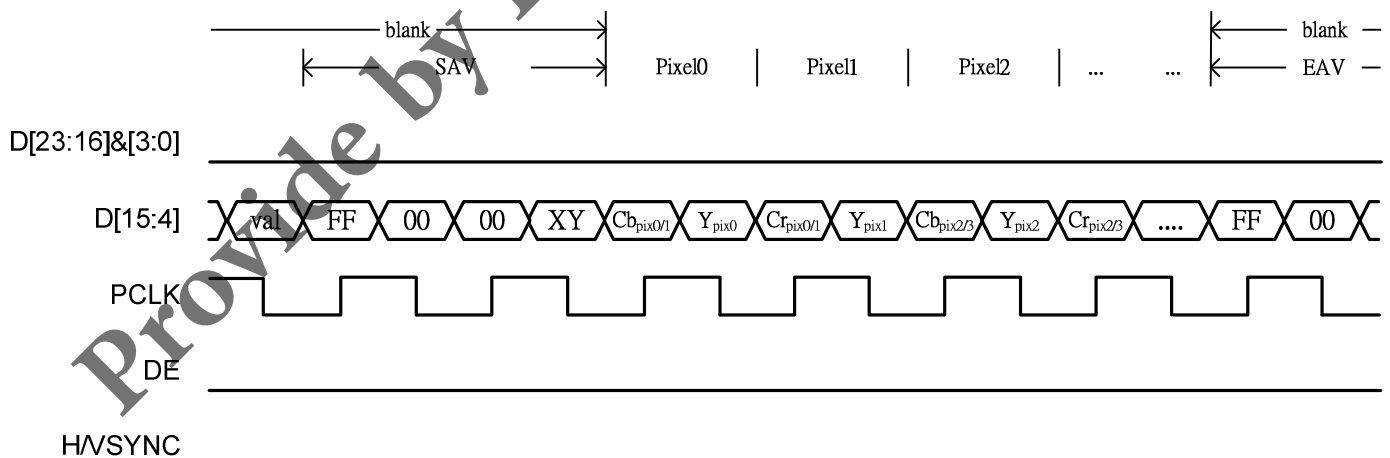 blank blank
SAV Pixel0 Pixel1 Pixel2 ... ... EAV
D[23:16]&[3:0]
D[15:4] val FF 00 00 XY Cbpix0/1 Ypix0 Crpix0/1 Ypix1 Cbpix2/3 Ypix2 Crpix2/3 .... FF 00
PCLK
DE
H/VSYNC
Provide by